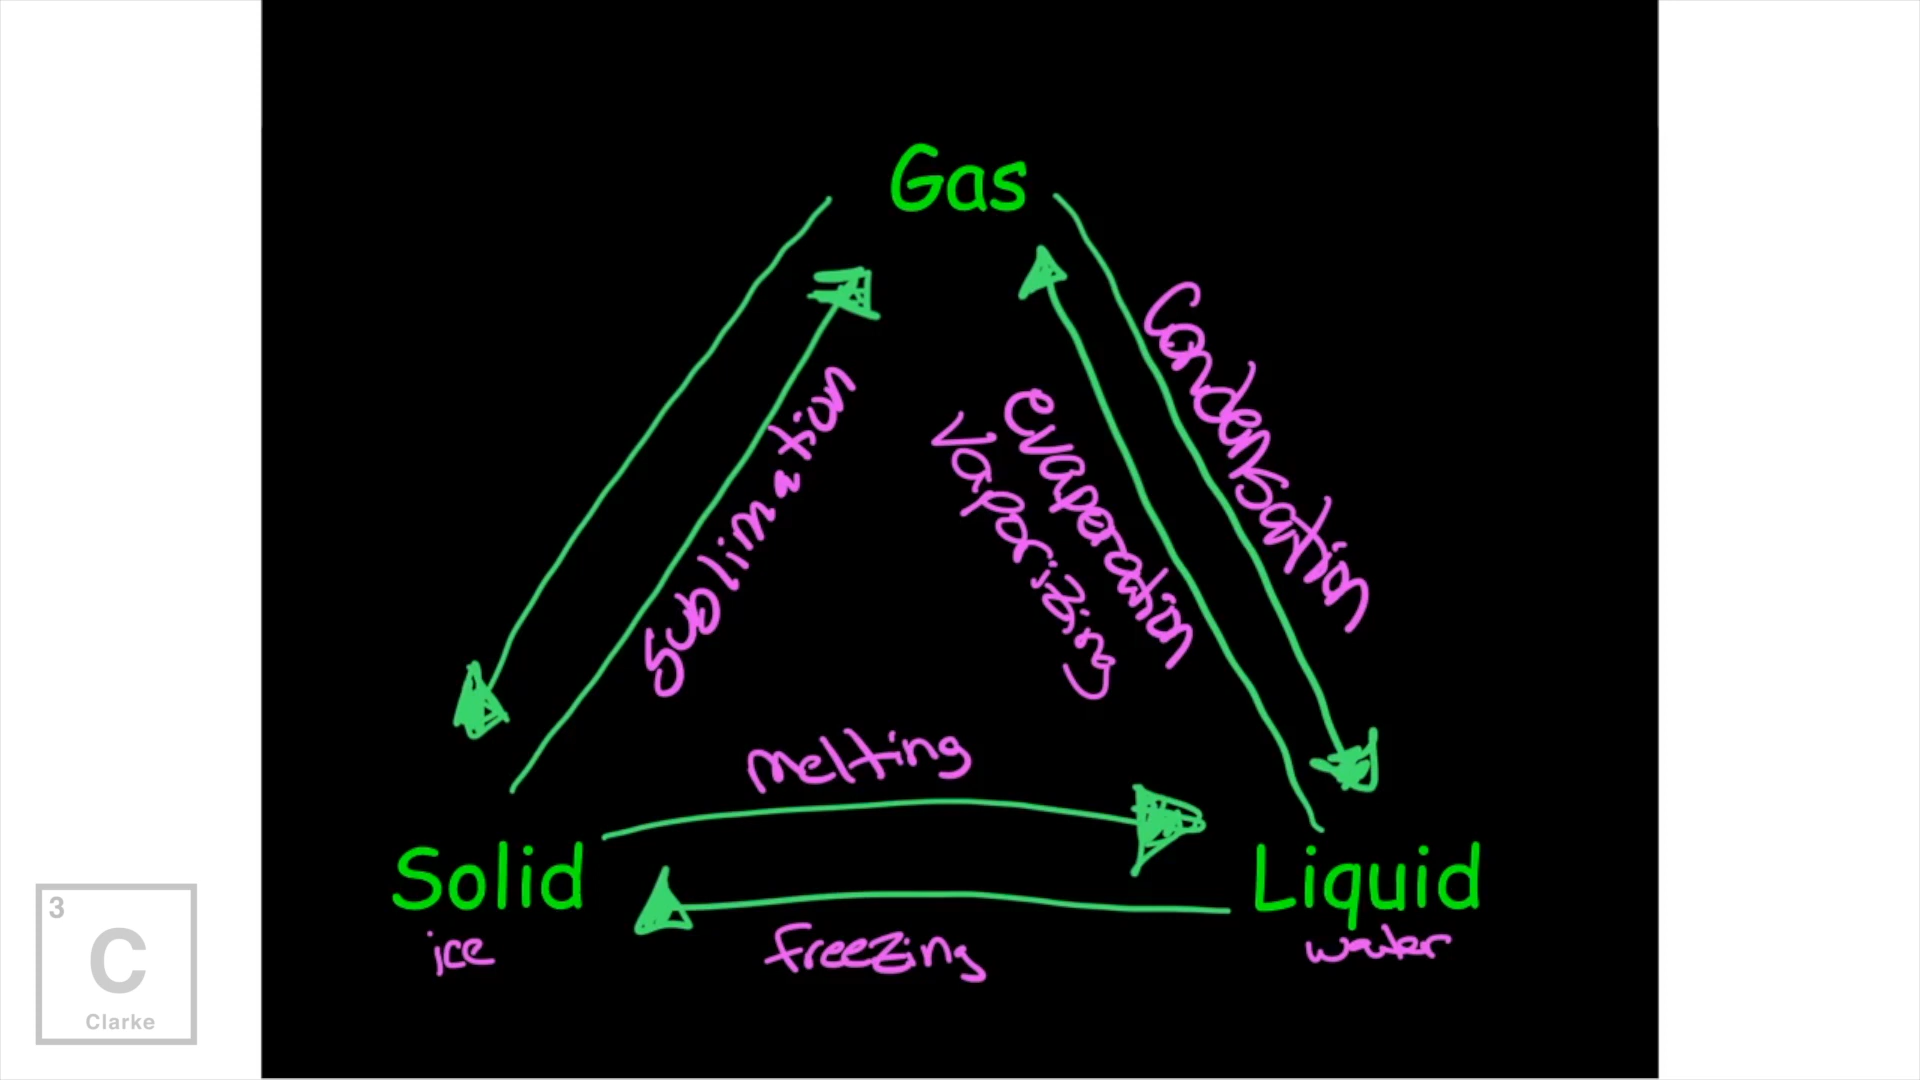 Gas
Condensation
evaporation
vaporizing
Sublimation
melting
Solid
Liquid
ice
freezing
water
3
C
Clarke